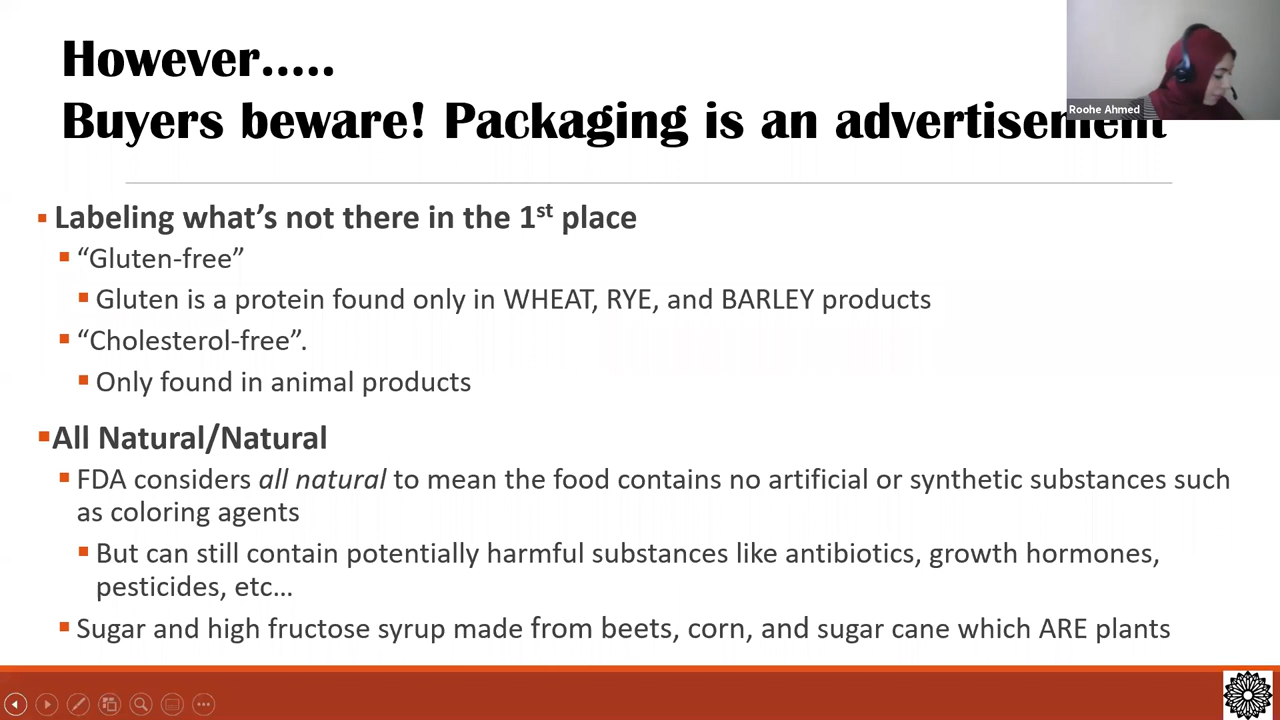 However.....
Buyers beware! Packaging is an advertisement
Roohe Ahmed
Labeling what's not there in the 1st place
“Gluten-free”
Gluten is a protein found only in WHEAT, RYE, and BARLEY products
“Cholesterol-free”.
Only found in animal products
All Natural/Natural
FDA considers all natural to mean the food contains no artificial or synthetic substances such
as coloring agents
But can still contain potentially harmful substances like antibiotics, growth hormones,
pesticides, etc…
Sugar and high fructose syrup made from beets, corn, and sugar cane which ARE plants